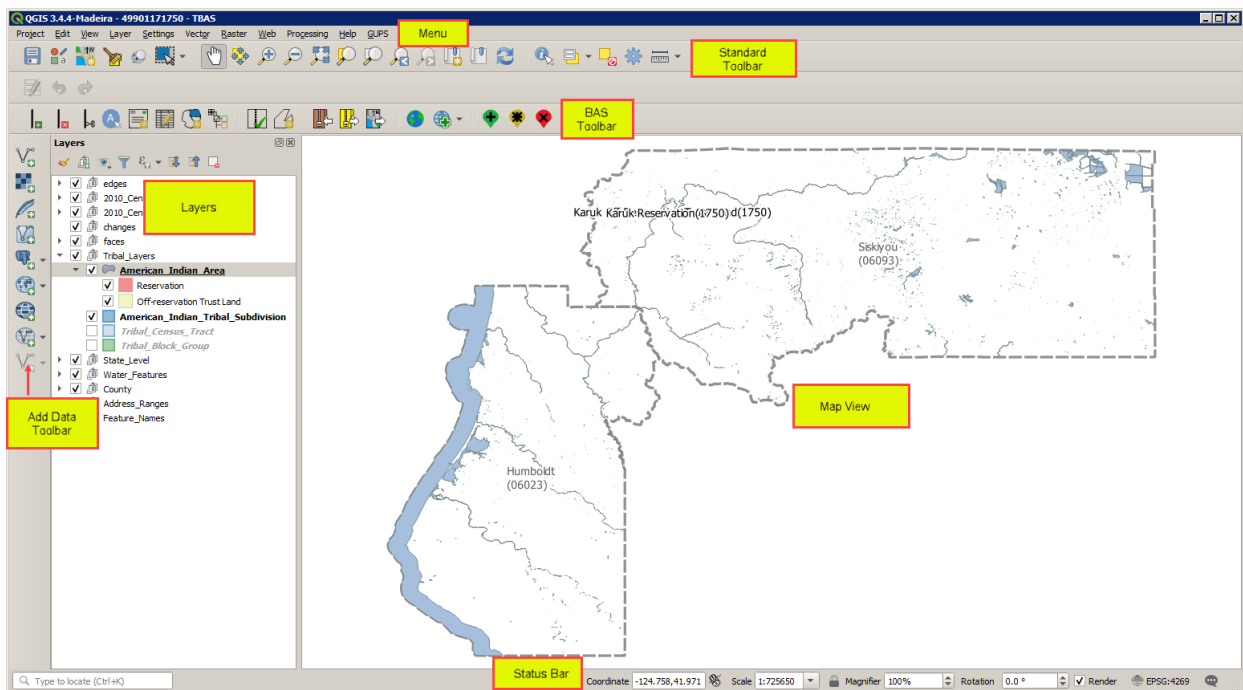 QGIS 3.4.4-Madeira - 49901171750 - TBAS
Project Edit View Layer Settings Vector Raster Web Processing Help GUPS
Menu
Standard
Toolbar
BAS
Toolbar
Layers
edges
2010_Cen
2010_Cen
changes
faces
Tribal_Layers
American_Indian_Area
Reservation
Off-reservation Trust Land
American_Indian_Tribal_Subdivision
Tribal_Census_Tract
Tribal_Block_Group
State_Level
Water_Features
County
Address_Ranges
Feature_Names
Layers
Add Data
Toolbar
Karuk Karuk Reservation(1750) d(1750)
Siskiyou
(06093)
Map View
Humboldt
(06023)
Status Bar
Type to locate (Ctrl+K)
Coordinate -124.758,41.971 Scale 1:725650 Magnifier 100% Rotation 0.0 ° Render EPSG:4269